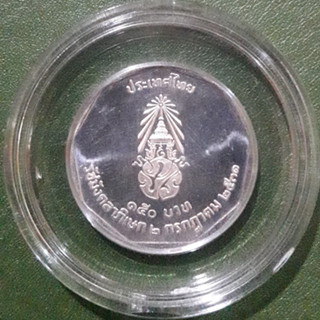 ประเทศไทย
๑๕๐ บาท
รัชมังคลาภิเษก ๒ กรกฎาคม ๒๕๓๑